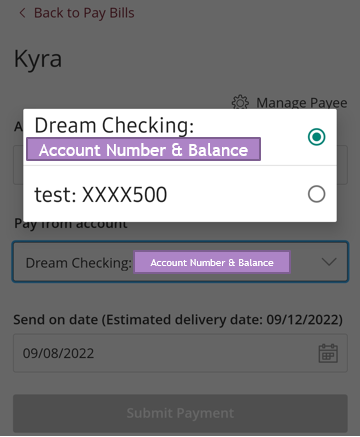 Back to Pay Bills
Kyra
Manage Payee
A
Dream Checking:
Account Number & Balance
test: XXXX500
Pay from account
Dream Checking: Account Number & Balance
Send on date (Estimated delivery date: 09/12/2022)
09/08/2022
Submit Payment